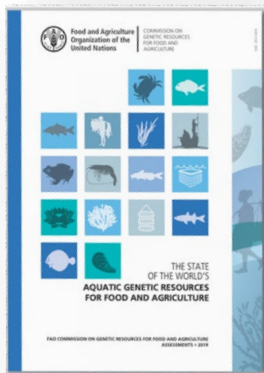 Food and Agriculture
Organization of the
United Nations
COMMISSION ON
GENETIC RESOURCES
FOR FOOD AND
AGRICULTURE
THE STATE
OF THE WORLD'S
AQUATIC GENETIC RESOURCES
FOR FOOD AND AGRICULTURE
FAO COMMISSION ON GENETIC RESOURCES FOR FOOD AND AGRICULTURE
ASSESSMENTS • 2019